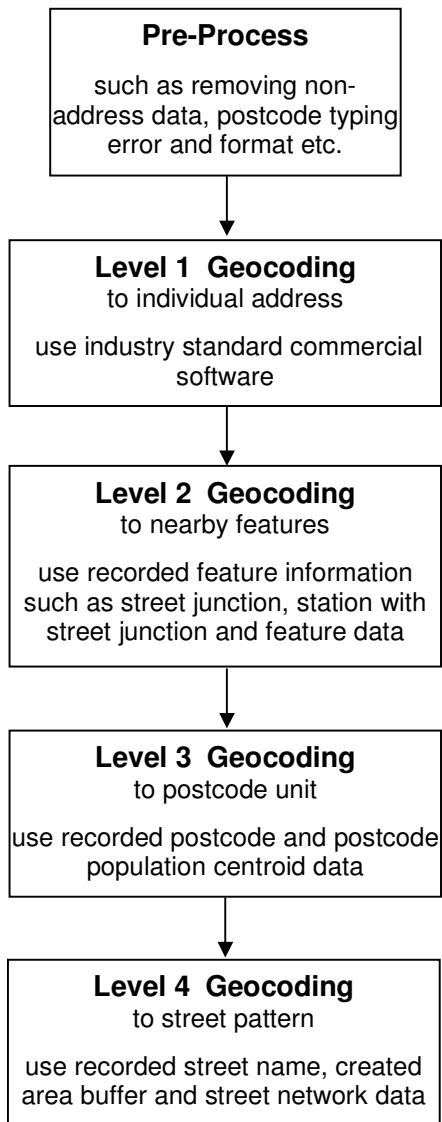 Pre-Process
such as removing non-
address data, postcode typing
error and format etc.
Level 1  Geocoding
to individual address
use industry standard commercial
software
Level 2  Geocoding
to nearby features
use recorded feature information
such as street junction, station with
street junction and feature data
Level 3  Geocoding
to postcode unit
use recorded postcode and postcode
population centroid data
Level 4  Geocoding
to street pattern
use recorded street name, created
area buffer and street network data